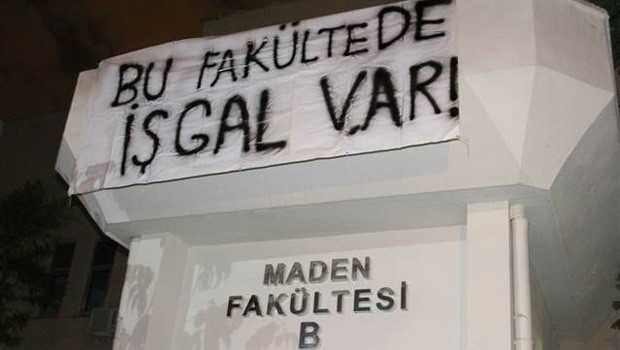 BU FAKÜLTEDE
İŞGAL VAR!
MADEN
FAKÜLTESİ
B